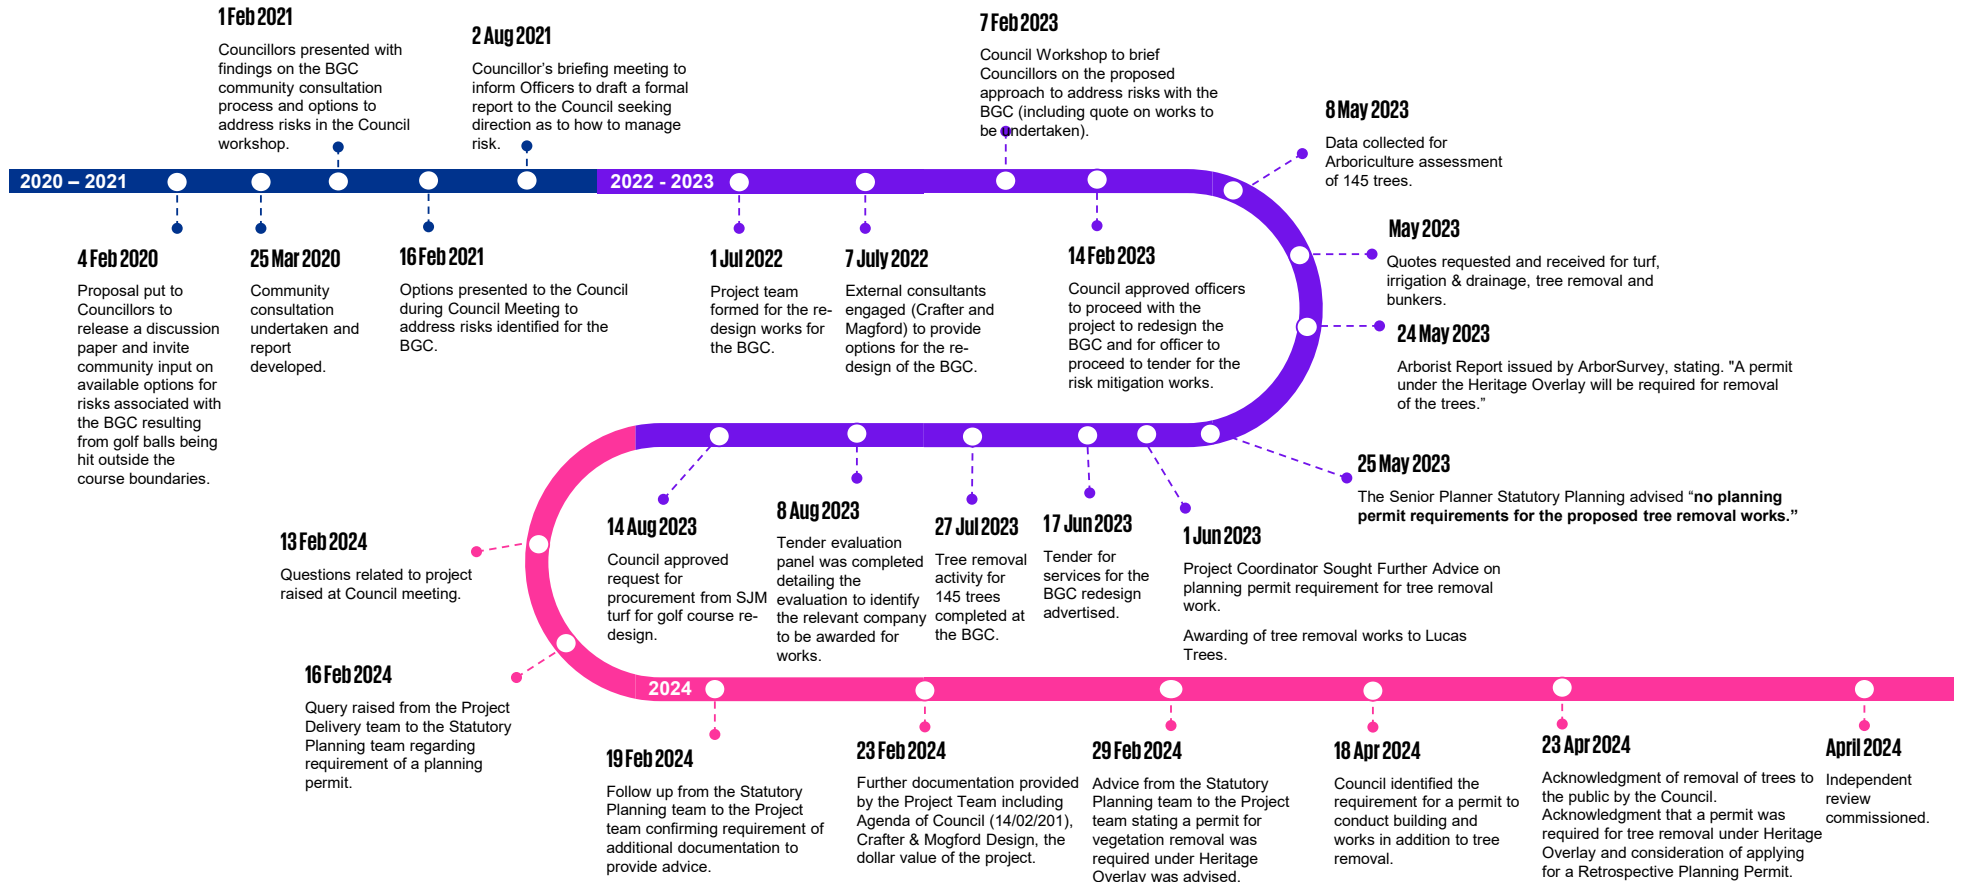 1 Feb 2021
Councillors presented with
findings on the BGC
community consultation
process and options to
address risks in the Council
workshop.
2 Aug 2021
Councillor's briefing meeting to
inform Officers to draft a formal
report to the Council seeking
direction as to how to manage
risk.
7 Feb 2023
Council Workshop to brief
Councillors on the proposed
approach to address risks with the
BGC (including quote on works to
be undertaken).
8 May 2023
Data collected for
Arboriculture assessment
of 145 trees.
2020 – 2021
2022 - 2023
4 Feb 2020
Proposal put to
Councillors to
release a discussion
paper and invite
community input on
available options for
risks associated with
the BGC resulting
from golf balls being
hit outside the
course boundaries.
25 Mar 2020
Community
consultation
undertaken and
report
developed.
16 Feb 2021
Options presented to the Council
during Council Meeting to
address risks identified for the
BGC.
1 Jul 2022
Project team
formed for the re-
design works for
the BGC.
7 July 2022
External consultants
engaged (Crafter and
Magford) to provide
options for the re-
design of the BGC.
14 Feb 2023
Council approved officers
to proceed with the
project to redesign the
BGC and for officer to
proceed to tender for the
risk mitigation works.
May 2023
Quotes requested and received for turf,
irrigation & drainage, tree removal and
bunkers.
24 May 2023
Arborist Report issued by ArborSurvey, stating. "A permit
under the Heritage Overlay will be required for removal
of the trees.”
25 May 2023
The Senior Planner Statutory Planning advised “no planning
permit requirements for the proposed tree removal works.”
1 Jun 2023
Project Coordinator Sought Further Advice on
planning permit requirement for tree removal
work.
Awarding of tree removal works to Lucas
Trees.
17 Jun 2023
Tender for
services for the
BGC redesign
advertised.
27 Jul 2023
Tree removal
activity for
145 trees
completed at
the BGC.
8 Aug 2023
Tender evaluation
panel was completed
detailing the
evaluation to identify
the relevant company
to be awarded for
works.
14 Aug 2023
Council approved
request for
procurement from SJM
turf for golf course re-
design.
13 Feb 2024
Questions related to project
raised at Council meeting.
16 Feb 2024
Query raised from the Project
Delivery team to the Statutory
Planning team regarding
requirement of a planning
permit.
2024
19 Feb 2024
Follow up from the Statutory
Planning team to the Project
team confirming requirement of
additional documentation to
provide advice.
23 Feb 2024
Further documentation provided
by the Project Team including
Agenda of Council (14/02/201),
Crafter & Mogford Design, the
dollar value of the project.
29 Feb 2024
Advice from the Statutory
Planning team to the Project
team stating a permit for
vegetation removal was
required under Heritage
Overlay was advised.
18 Apr 2024
Council identified the
requirement for a permit to
conduct building and
works in addition to tree
removal.
23 Apr 2024
Acknowledgment of removal of trees to
the public by the Council.
Acknowledgment that a permit was
required for tree removal under Heritage
Overlay and consideration of applying
for a Retrospective Planning Permit.
April 2024
Independent
review
commissioned.